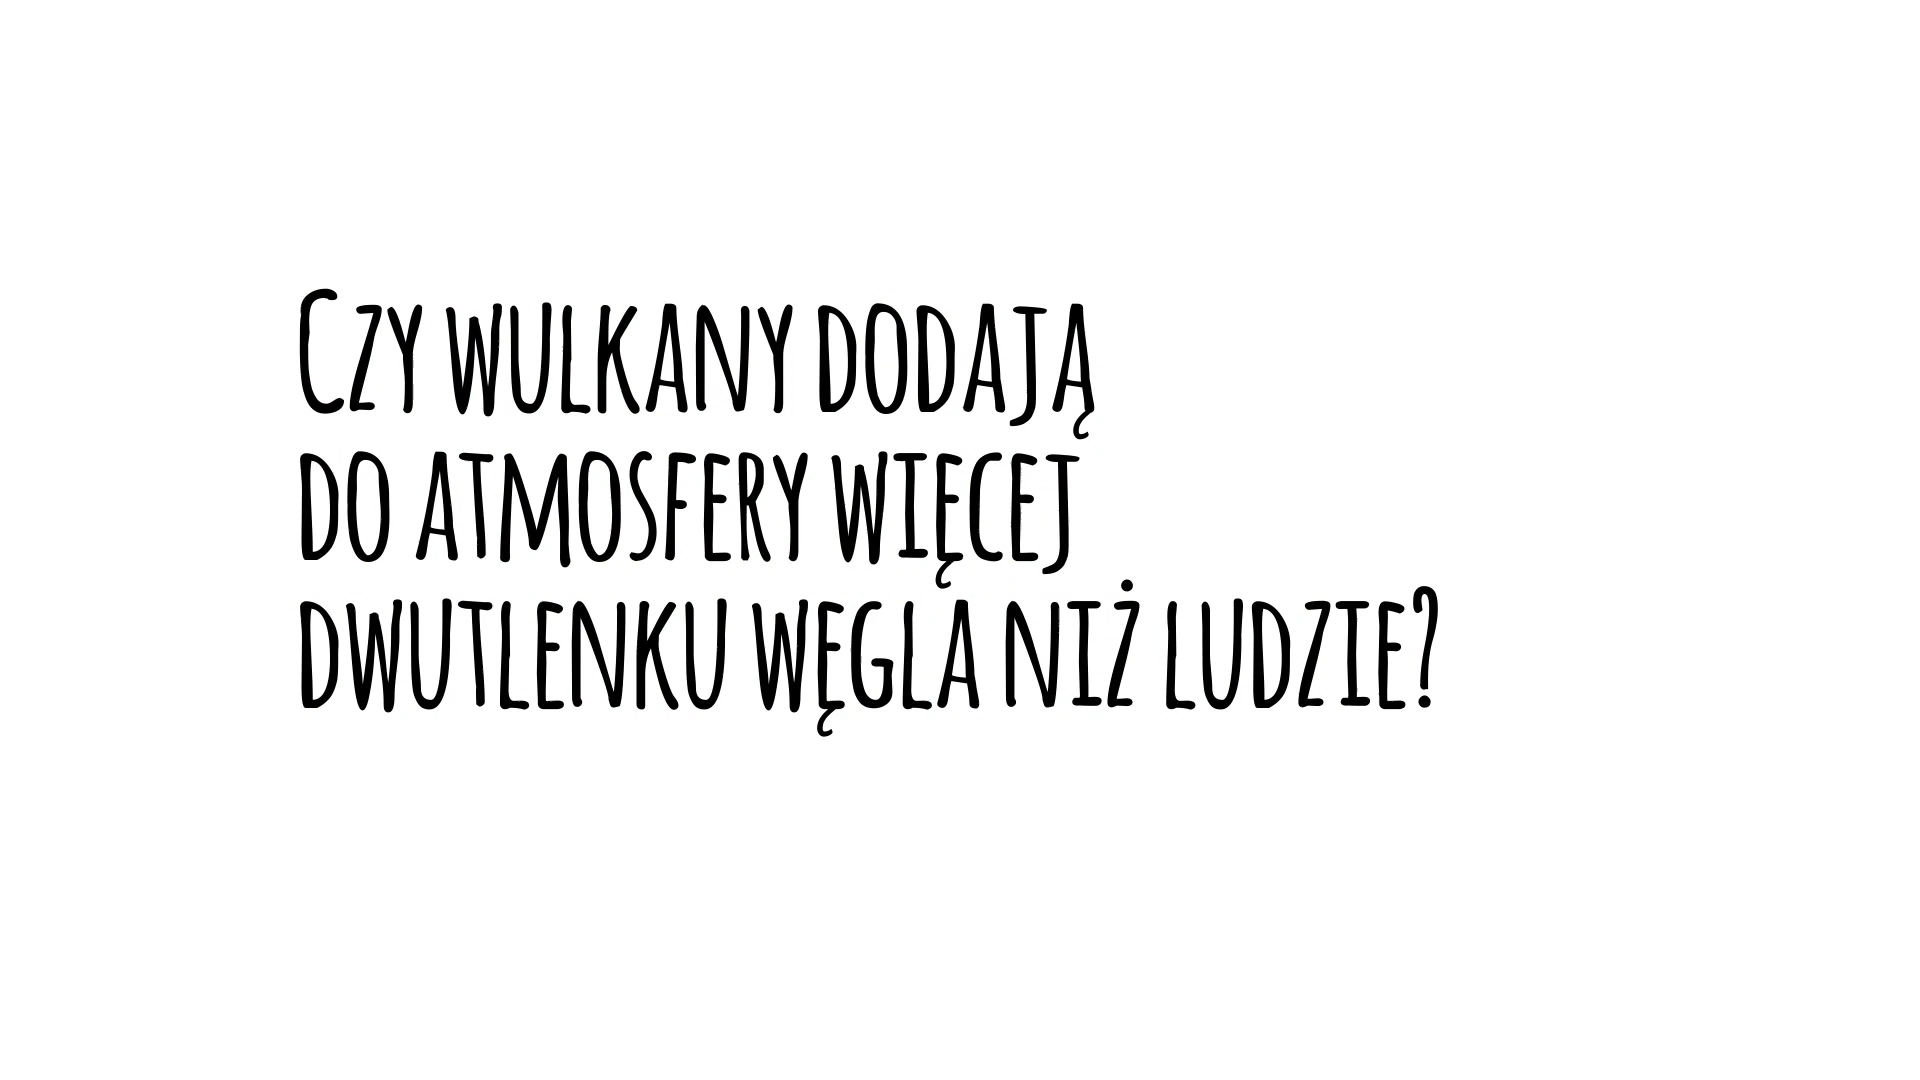 Czy wulkany dodają
do atmosfery więcej
dwutlenku węgla niż ludzie?